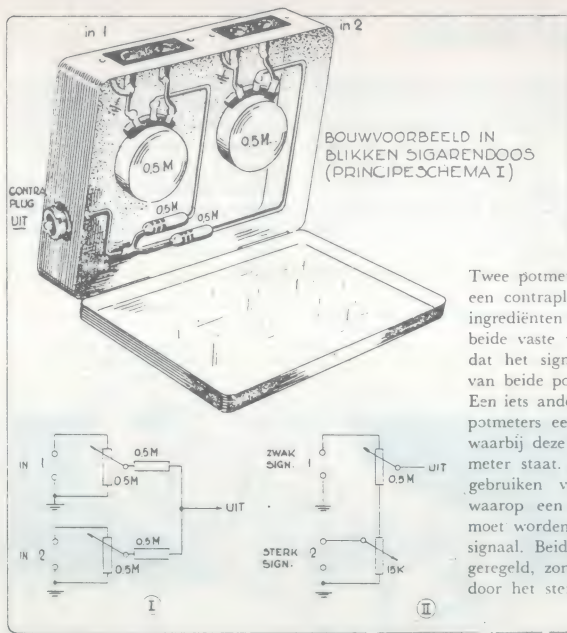 in 1
in 2
0.5M
0.5M.
BOUWVOORBEELD IN
BLIKKEN SIGARENDOOS
(PRINCIPESCHEMA I)
CONTRA
PLUG
UIT
0.5M
0.5M
Twee potme
een contrapl
ingrediënten
beide vaste
dat het sign
van beide po
Een iets ande
potmeters ee
waarbij deze
meter staat.
gebruiken v
waarop een
moet worden
signaal. Beid
geregeld, zor
door het ste
IN 1
0.5M
0.5M
UIT
IN 2
0.5M
0.5M
I
ZWAK
SIGN.
1
UIT
0.5M
STERK
SIGN.
2
15K
II